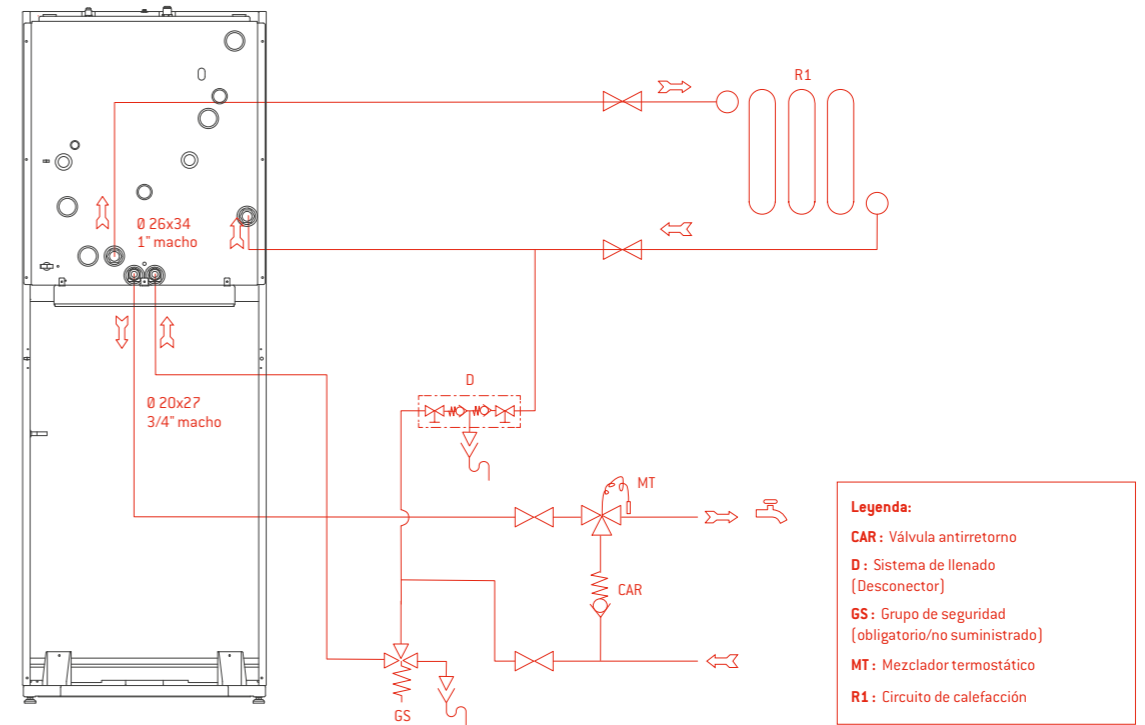 R1
Ø 26x34
1" macho
D
Ø 20x27
3/4" macho
MT
CAR
GS
Leyenda:
CAR : Válvula antirretorno
D : Sistema de llenado
(Desconector)
GS : Grupo de seguridad
(obligatorio/no suministrado)
MT : Mezclador termostático
R1 : Circuito de calefacción